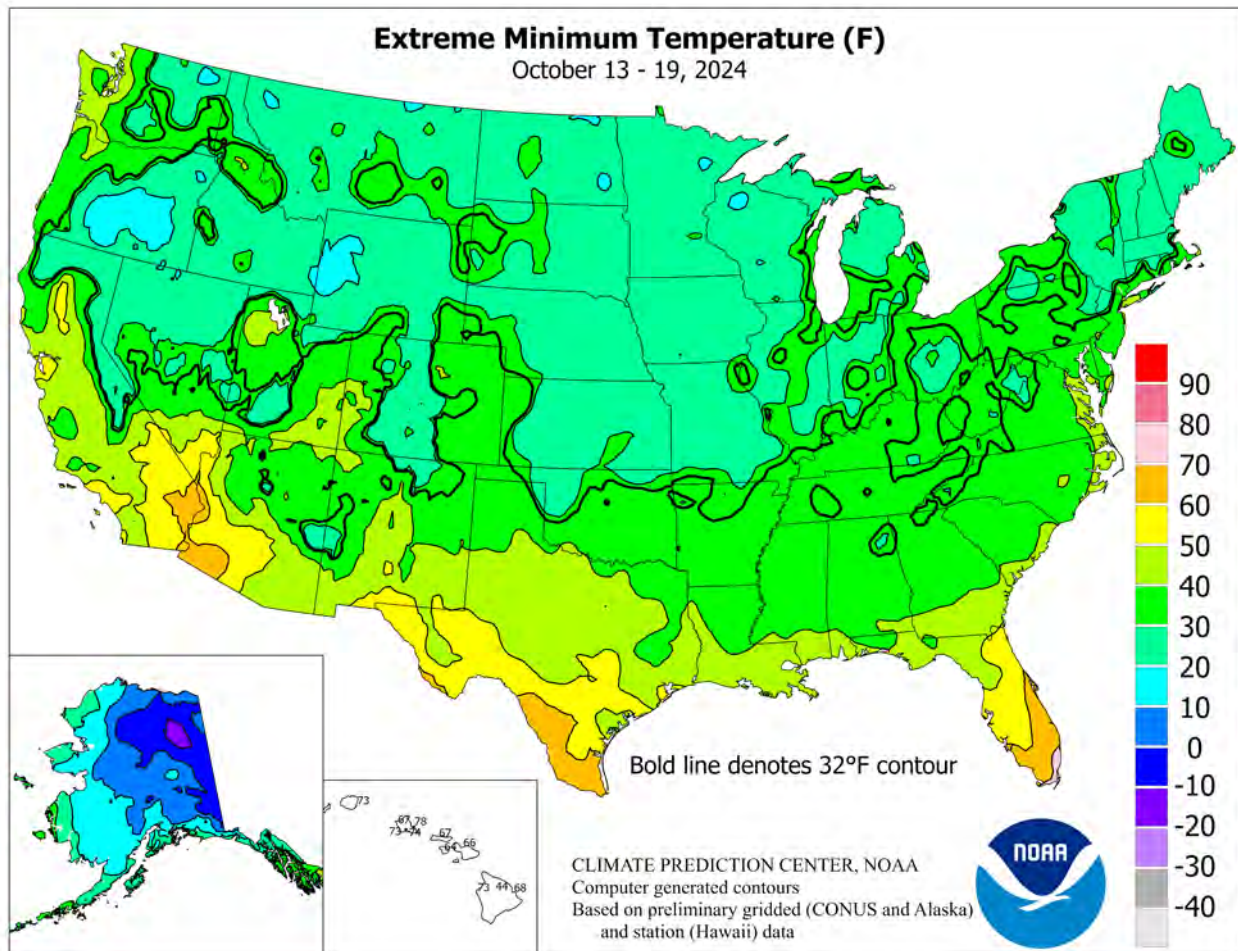 Extreme Minimum Temperature (F)
October 13 - 19, 2024
90
80
70
60
50
40
30
20
10
0
-10
-20
-30
-40
Bold line denotes 32°F contour
73
67 78
73 74
67
64 66
73 44 68
CLIMATE PREDICTION CENTER, NOAA
Computer generated contours
Based on preliminary gridded (CONUS and Alaska)
and station (Hawaii) data
NOAA